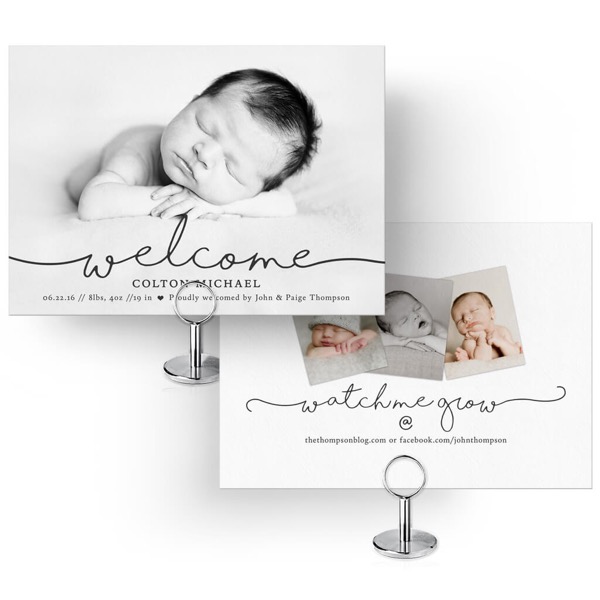 welcome
COLTON MICHAEL
06.22.16 // 8lbs, 4oz //19 in ❤ Proudly welcomed by John & Paige Thompson
watch me grow
@
thethompsonblog.com or facebook.com/johnthompson